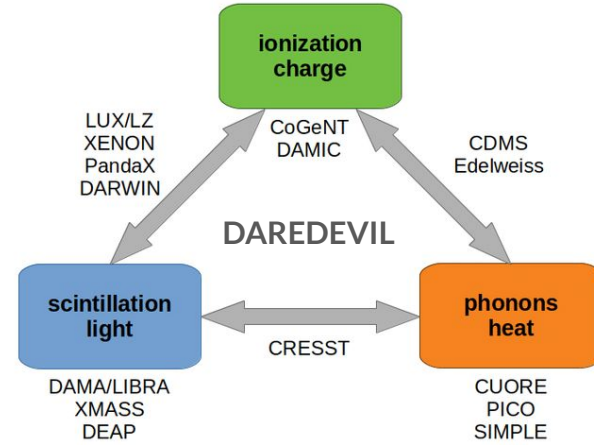 ionization
charge
LUX/LZ
XENON
PandaX
DARWIN
CoGeNT
DAMIC
CDMS
Edelweiss
DAREDEVIL
scintillation
light
phonons
heat
CRESST
DAMA/LIBRA
XMASS
DEAP
CUORE
PICO
SIMPLE